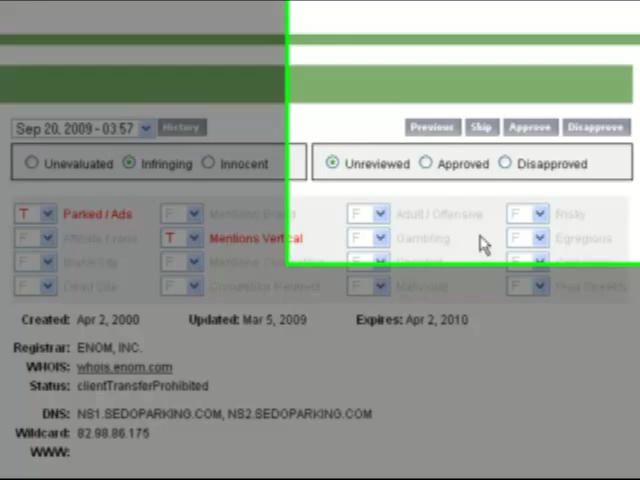 Sep 20, 2009 - 03:57 History Previous Skip Approve Disapprove
Unevaluated Infringing Innocent Unreviewed Approved Disapproved
T Parked / Ads F Mentions Brand F Adult / Offensive F Risky
F T Mentions Vertical F Gambling F Egregious
F F F F
F F F F
Created: Apr 2, 2000 Updated: Mar 5, 2009 Expires: Apr 2, 2010
Registrar: ENOM, INC.
WHOIS: whois.enom.com
Status: clientTransferProhibited
DNS: NS1.SEDOPARKING.COM, NS2.SEDOPARKING.COM
Wildcard: 82.98.86.175
WWW: